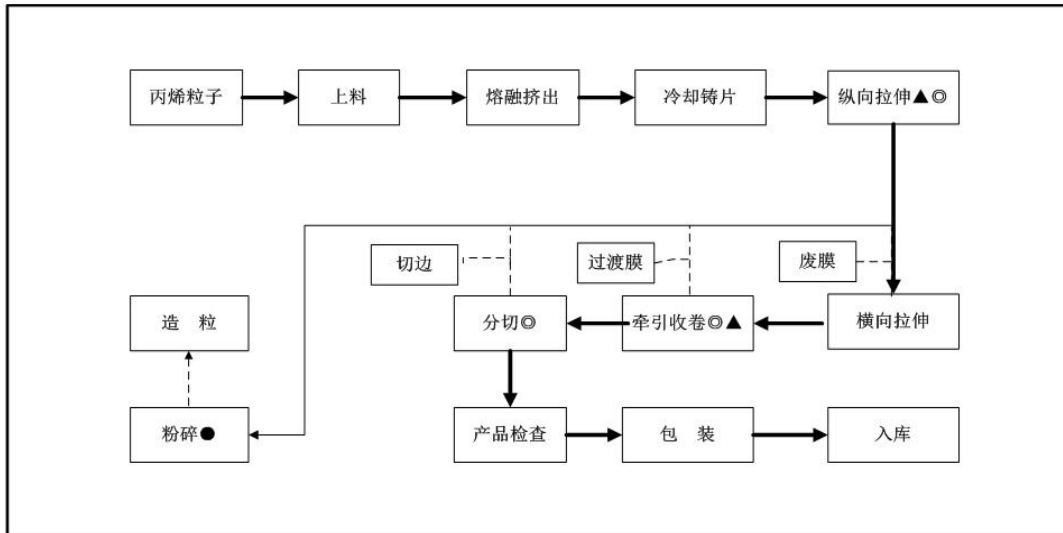 丙烯粒子
上料
熔融挤出
冷却铸片
纵向拉伸▲◎
切边
过渡膜
废膜
造 粒
分切◎
牵引收卷◎▲
横向拉伸
粉碎●
产品检查
包 装
入库